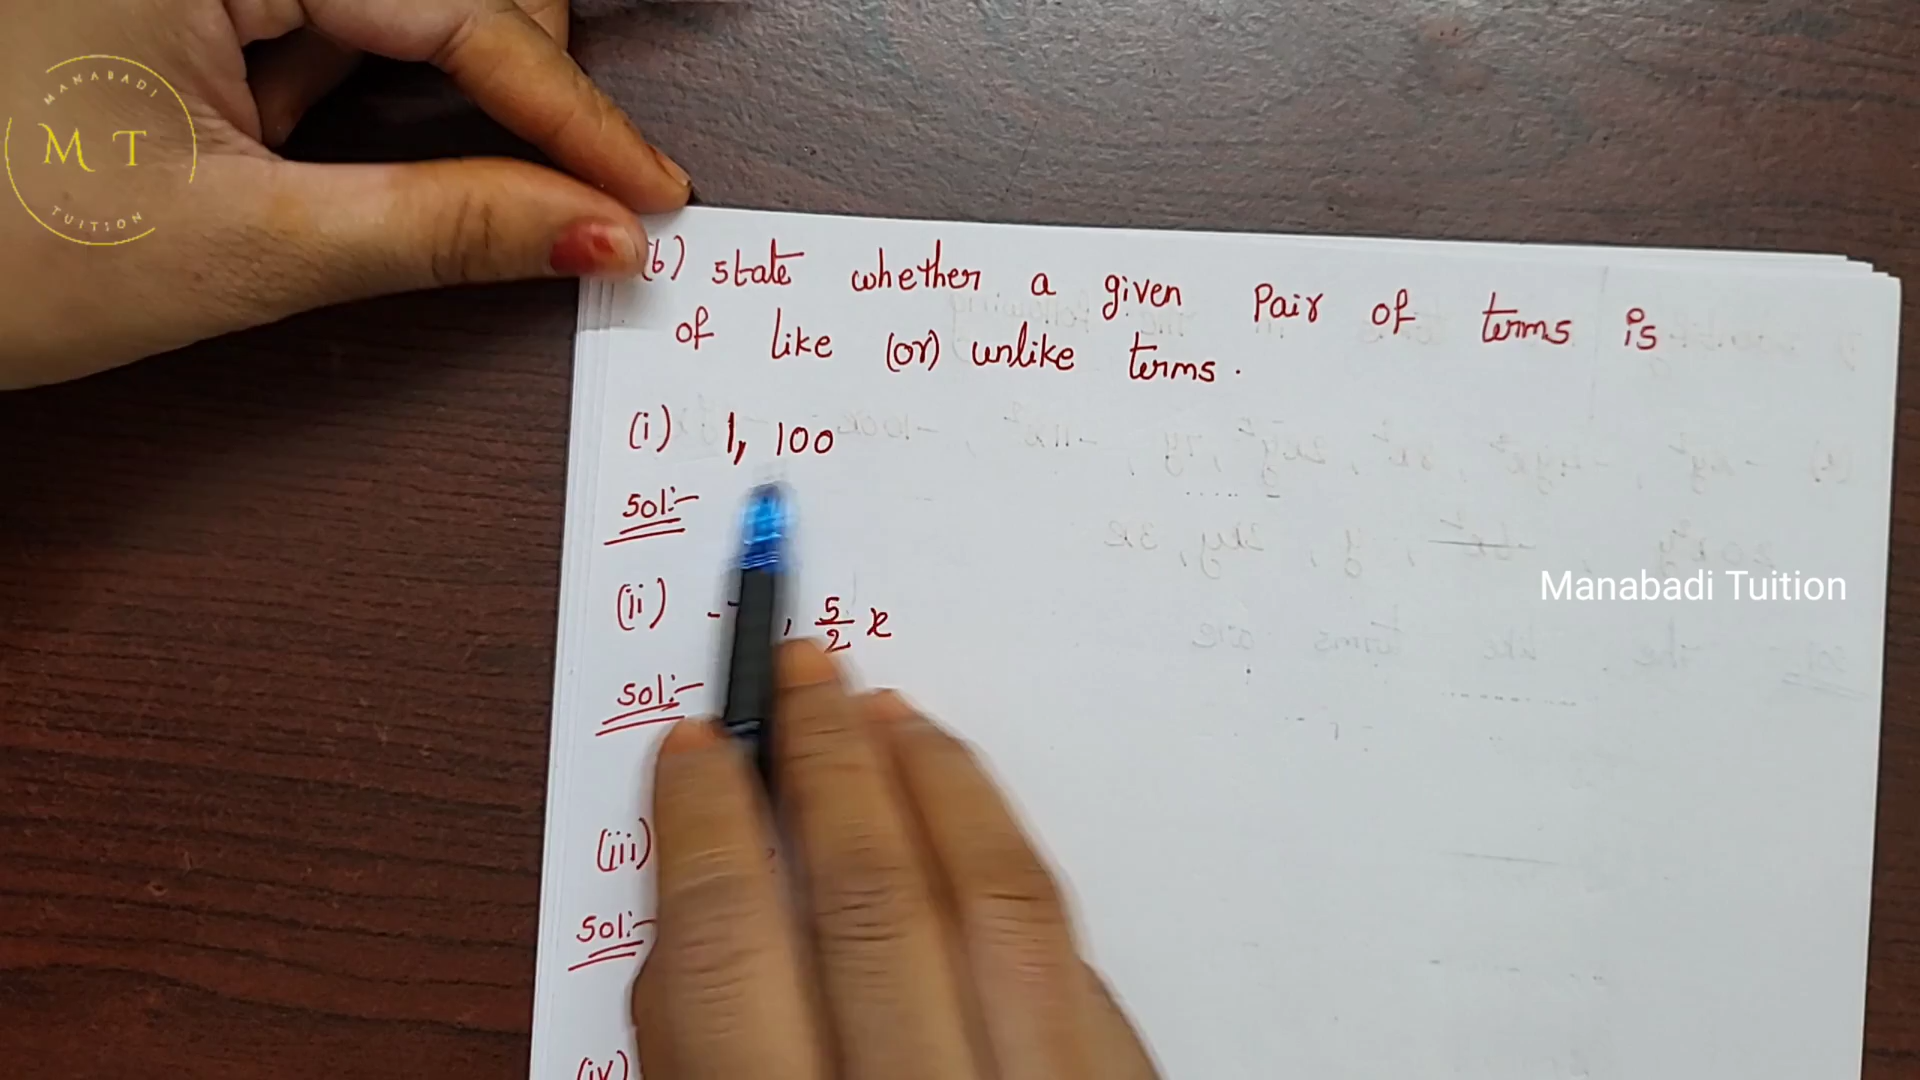 MANABADI
M T
TUITION
(b) state whether a given Pair of terms is
of like (or) unlike terms.
(i) 1, 100
Sol:-
(ii) - , 5/2 x
Sol:-
(iii)
Sol:-
(iv)
Manabadi Tuition